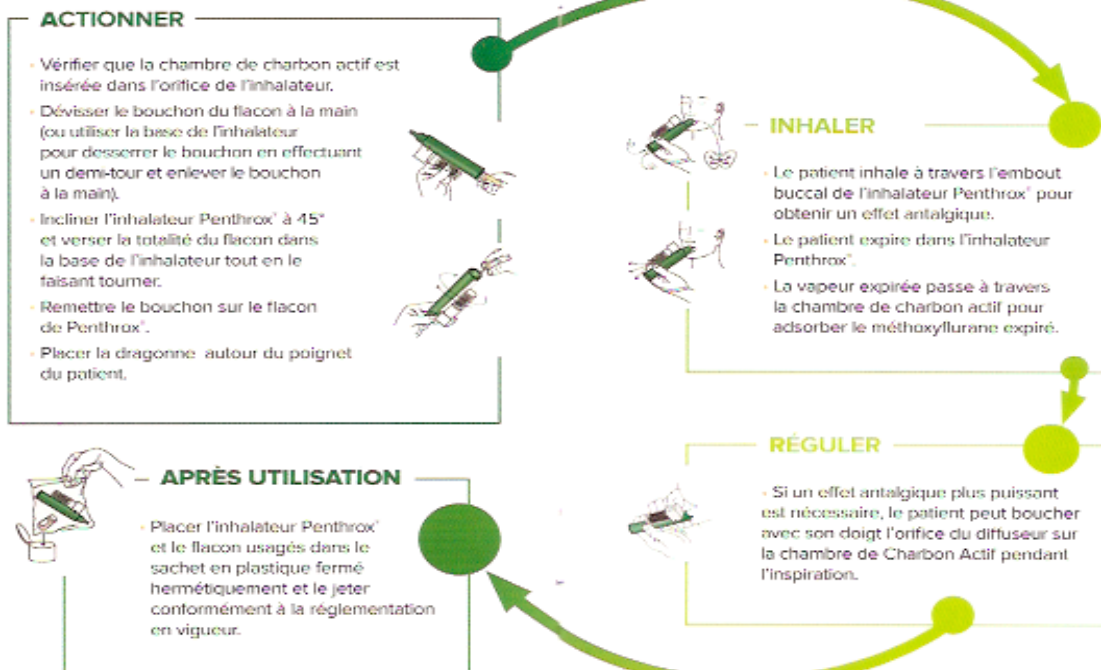 ACTIONNER
- Vérifier que la chambre de charbon actif est
insérée dans l'orifice de l'inhalateur.
- Dévisser le bouchon du flacon à la main
(ou utiliser la base de l'inhalateur
pour desserrer le bouchon en effectuant
un demi-tour et enlever le bouchon
à la main).
- Incliner l'inhalateur Penthrox® à 45°
et verser la totalité du flacon dans
la base de l'inhalateur tout en le
faisant tourner.
- Remettre le bouchon sur le flacon
de Penthrox®.
- Placer la dragonne autour du poignet
du patient.
INHALER
- Le patient inhale à travers l'embout
buccal de l'inhalateur Penthrox® pour
obtenir un effet antalgique.
- Le patient expire dans l'inhalateur
Penthrox®.
- La vapeur expirée passe à travers
la chambre de charbon actif pour
adsorber le méthoxyflurane expiré.
RÉGULER
- Si un effet antalgique plus puissant
est nécessaire, le patient peut boucher
avec son doigt l'orifice du diffuseur sur
la chambre de Charbon Actif pendant
l'inspiration.
APRÈS UTILISATION
- Placer l'inhalateur Penthrox®
et le flacon usagés dans le
sachet en plastique fermé
hermétiquement et le jeter
conformément à la réglementation
en vigueur.